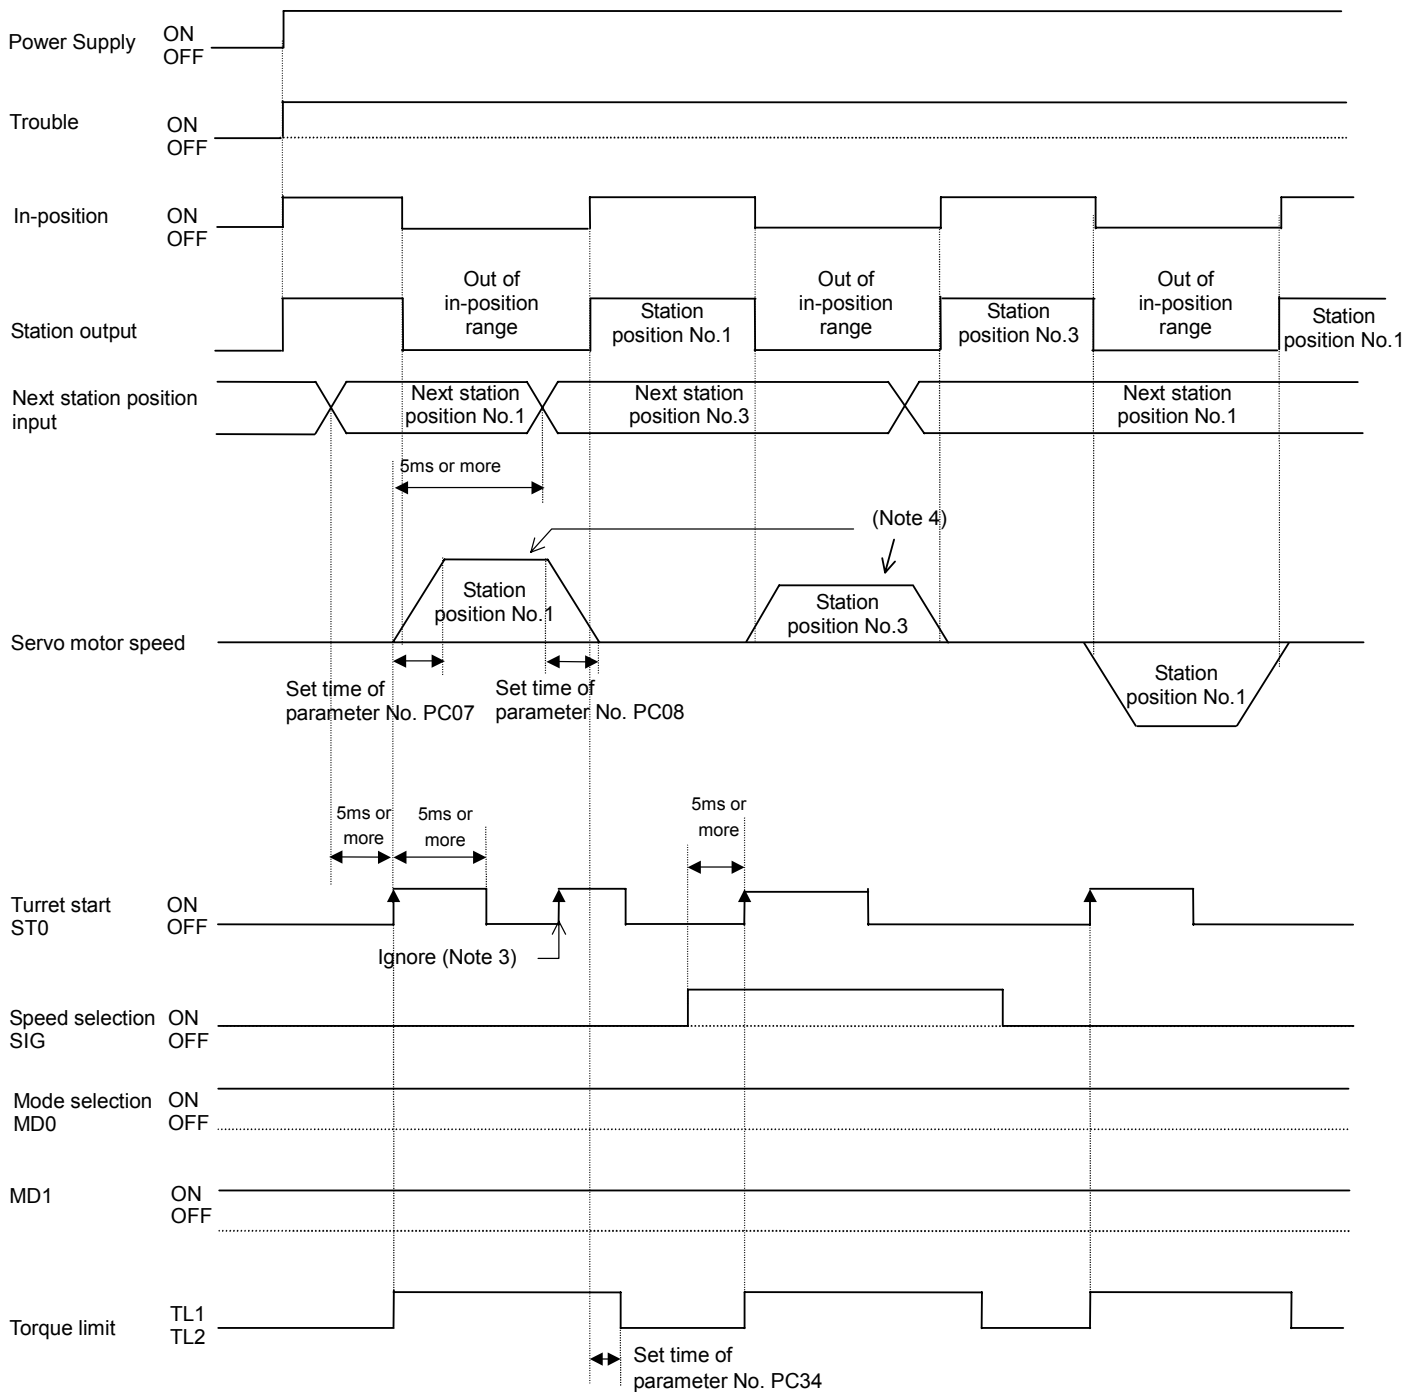 Power Supply
ON
OFF
Trouble
ON
OFF
In-position
ON
OFF
Out of
in-position
range
Out of
in-position
range
Out of
in-position
range
Station output
Station
position No.1
Station
position No.3
Station
position No.1
Next station position
input
Next station
position No.1
Next station
position No.3
Next station
position No.1
5ms or more
(Note 4)
Station
position No.1
Station
position No.3
Servo motor speed
Station
position No.1
Set time of
parameter No. PC07
Set time of
parameter No. PC08
5ms or
more
5ms or
more
5ms or
more
Turret start
ST0
ON
OFF
Ignore (Note 3)
Speed selection
SIG
ON
OFF
Mode selection
MD0
ON
OFF
MD1
ON
OFF
Torque limit
TL1
TL2
Set time of
parameter No. PC34